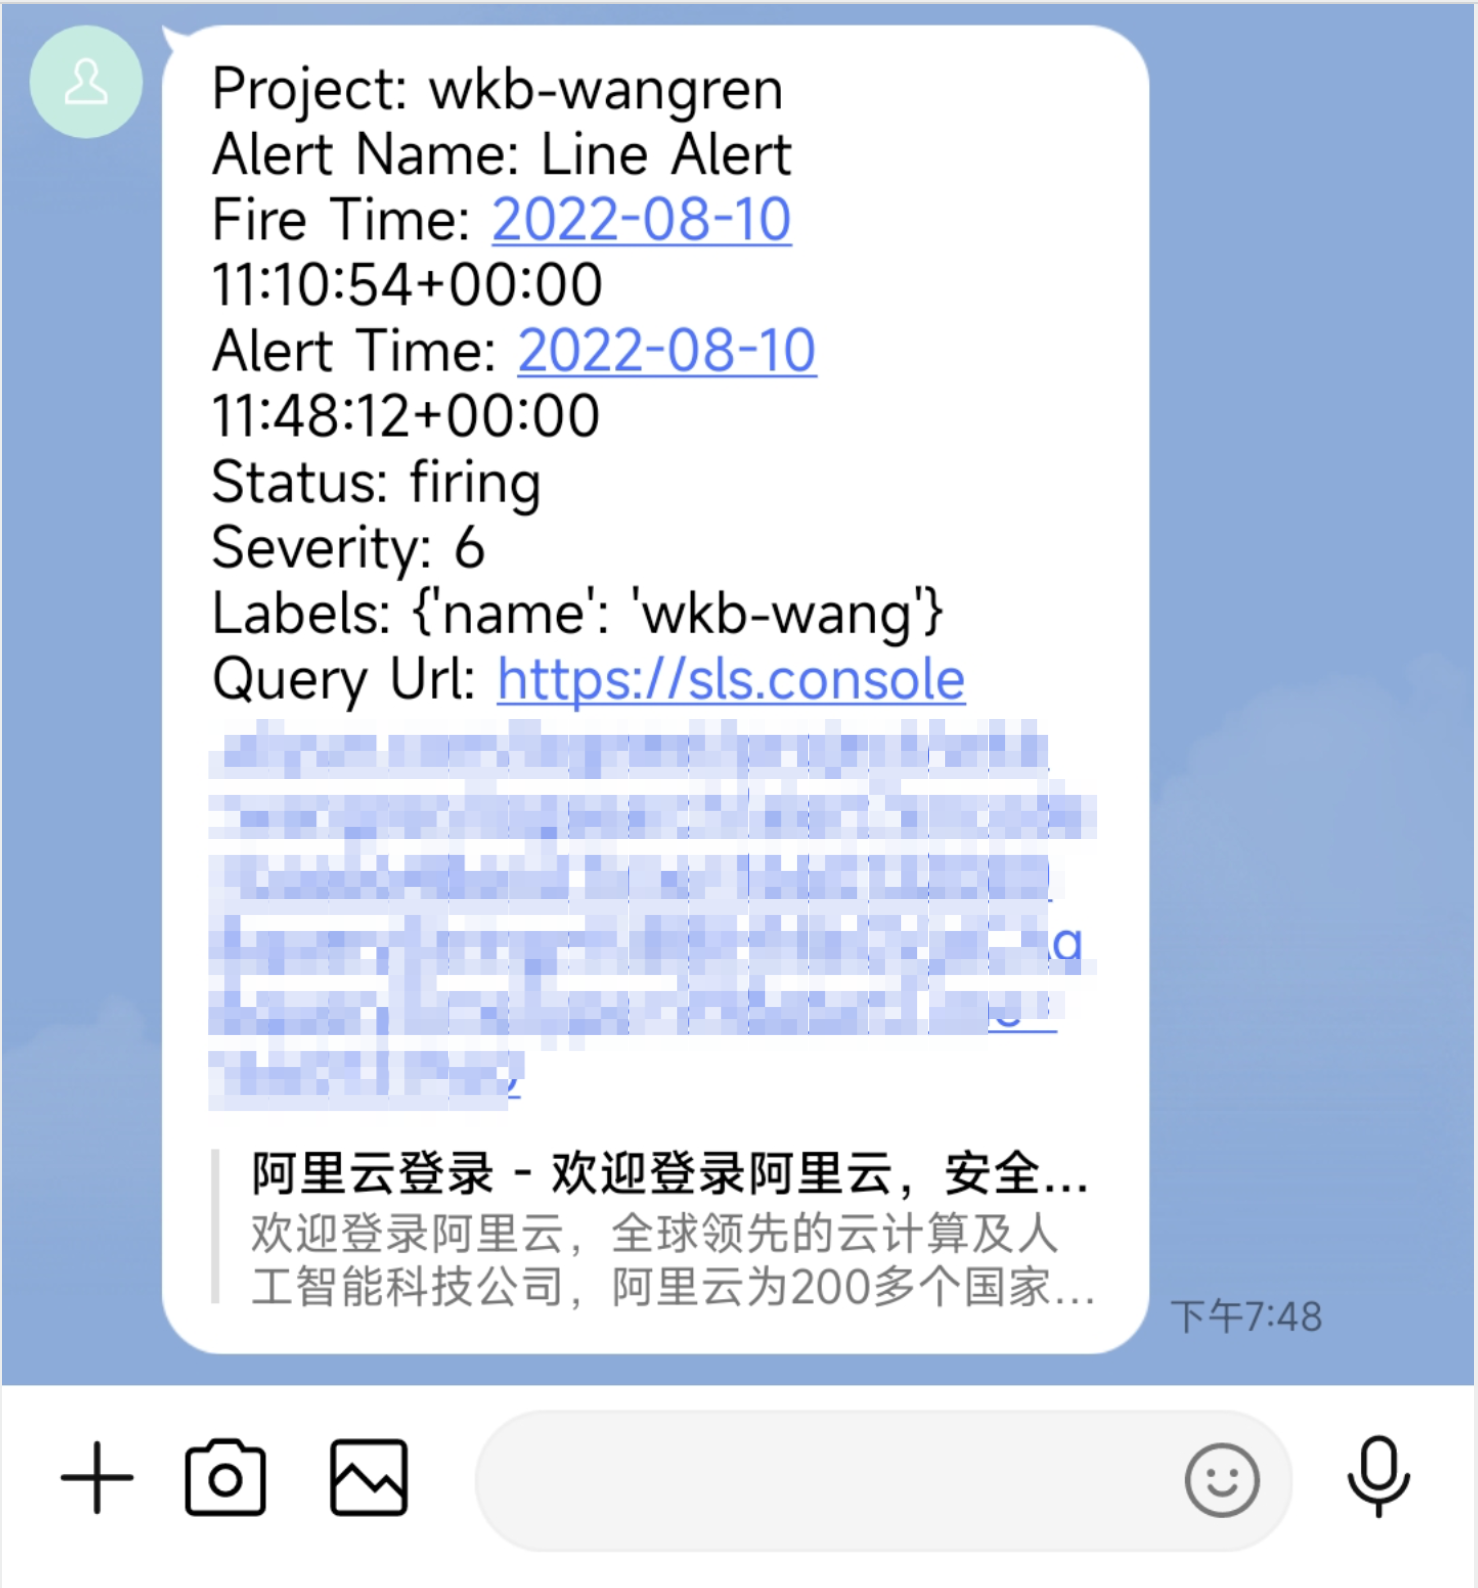 Project: wkb-wangren
Alert Name: Line Alert
Fire Time: 2022-08-10
11:10:54+00:00
Alert Time: 2022-08-10
11:48:12+00:00
Status: firing
Severity: 6
Labels: {'name': 'wkb-wang'}
Query Url: https://sls.console
阿里云登录 - 欢迎登录阿里云，安全...
欢迎登录阿里云，全球领先的云计算及人
工智能科技公司，阿里云为200多个国家...
下午7:48